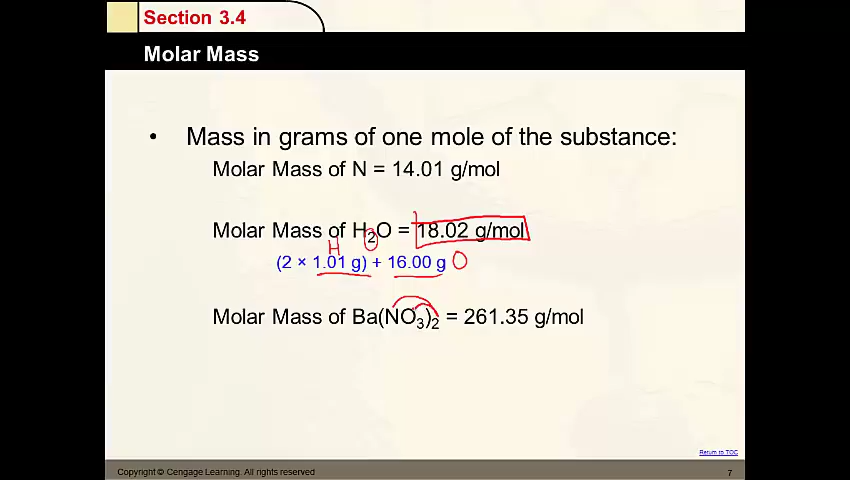 Section 3.4
Molar Mass
• Mass in grams of one mole of the substance:
Molar Mass of N = 14.01 g/mol
Molar Mass of H₂O = 18.02 g/mol
H
(2 × 1.01 g) + 16.00 g O
Molar Mass of Ba(NO₃)₂ = 261.35 g/mol
Return to TOC
Copyright © Cengage Learning. All rights reserved 7